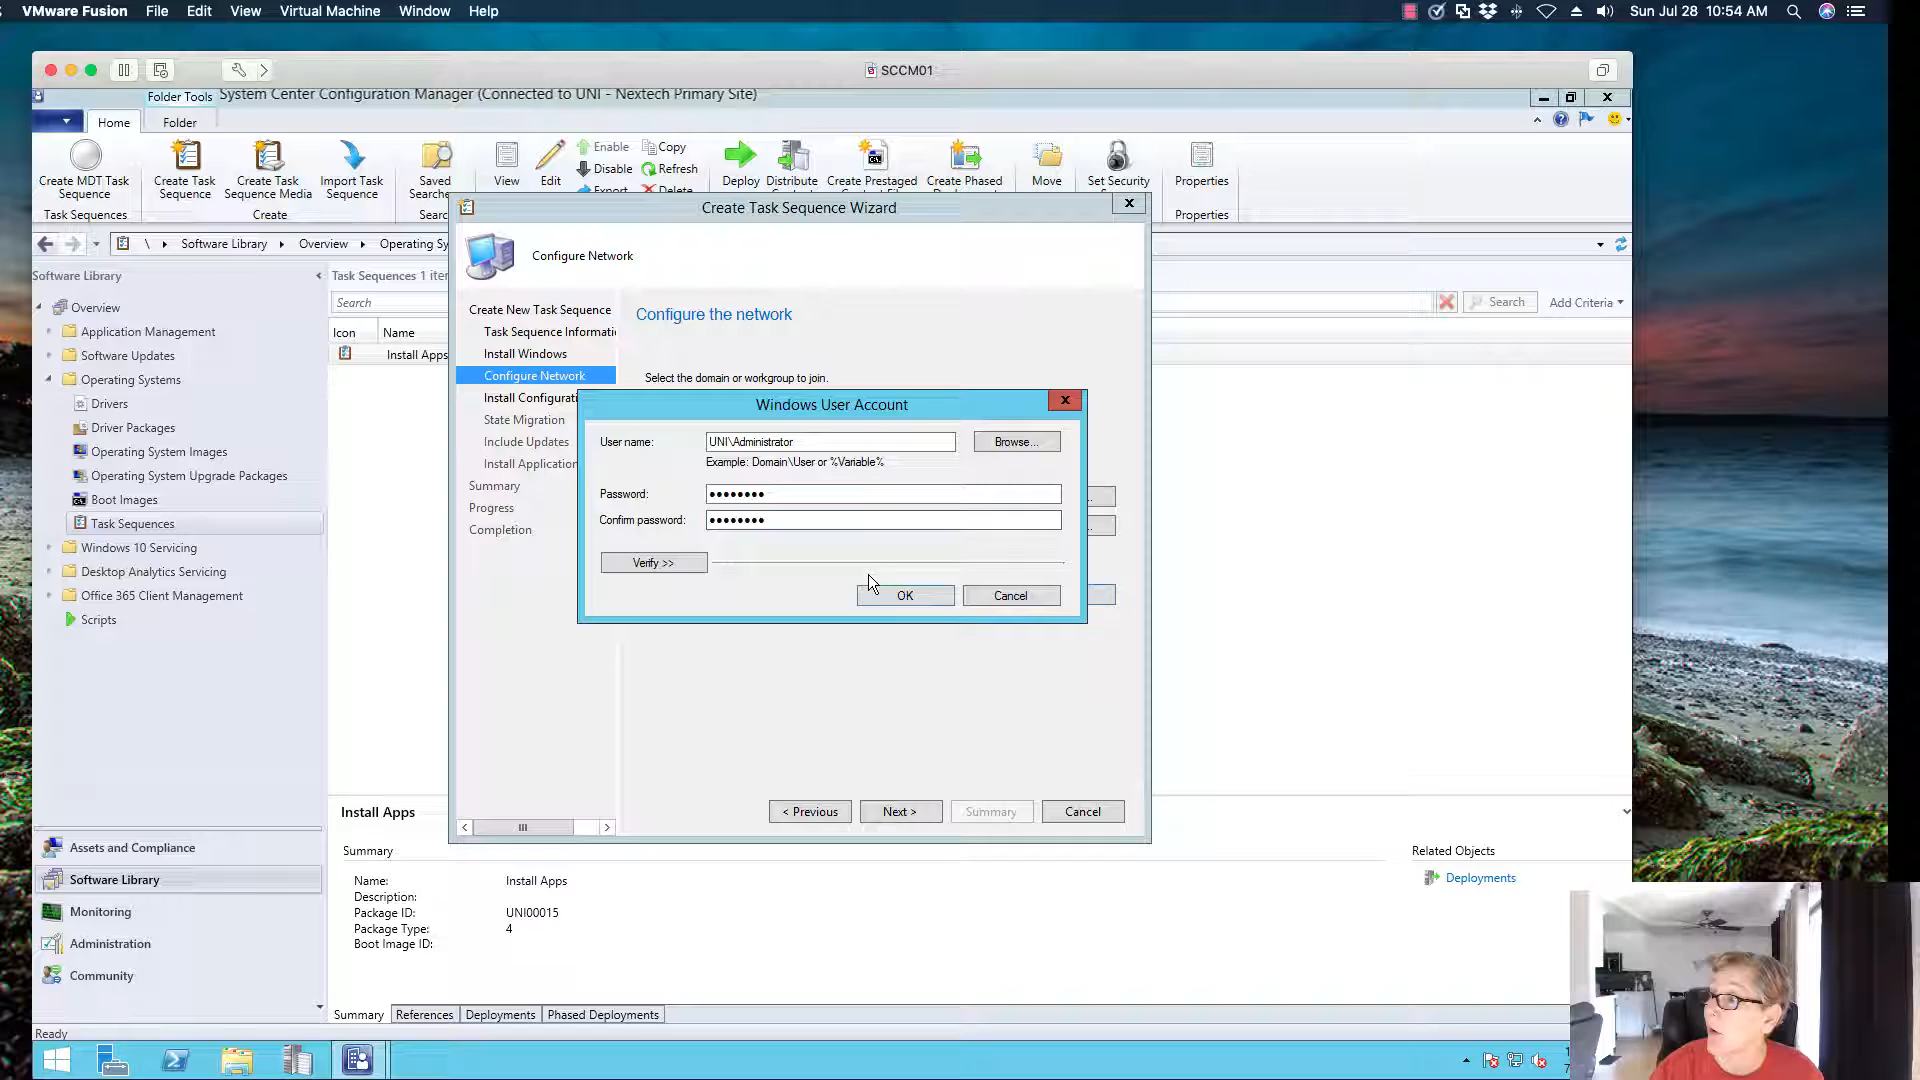 VMware Fusion File Edit View Virtual Machine Window Help Sun Jul 28 10:54 AM
SCCM01
Folder Tools System Center Configuration Manager (Connected to UNI - Nextech Primary Site)
Home Folder
Create MDT Task Sequence
Task Sequences
Create Task Sequence
Create Task Sequence Media
Import Task Sequence
Create
Saved
View
Edit
Enable
Disable
Export
Copy
Refresh
Delete
Deploy
Distribute
Create Prestaged
Create Phased
Move
Set Security
Properties
Properties
\ Software Library Overview
Software Library
Overview
Application Management
Software Updates
Operating Systems
Drivers
Driver Packages
Operating System Images
Operating System Upgrade Packages
Boot Images
Task Sequences
Windows 10 Servicing
Desktop Analytics Servicing
Office 365 Client Management
Scripts
Assets and Compliance
Software Library
Monitoring
Administration
Community
Ready
Task Sequences 1
Search
Search
Add Criteria
Icon Name
Install Apps
Create Task Sequence Wizard
X
Configure Network
Create New Task Sequence
Task Sequence Informati
Install Windows
Configure Network
Install Configurati
State Migration
Include Updates
Install Application
Summary
Progress
Completion
Configure the network
Select the domain or workgroup to join.
Windows User Account
X
User name: UNI\Administrator Browse...
Example: Domain\User or %Variable%
Password: ●●●●●●●●
Confirm password: ●●●●●●●●
Verify >>
OK Cancel
< Previous Next > Summary Cancel
Install Apps
Summary
Name: Install Apps
Description:
Package ID: UNI00015
Package Type: 4
Boot Image ID:
Related Objects
Deployments
Summary References Deployments Phased Deployments